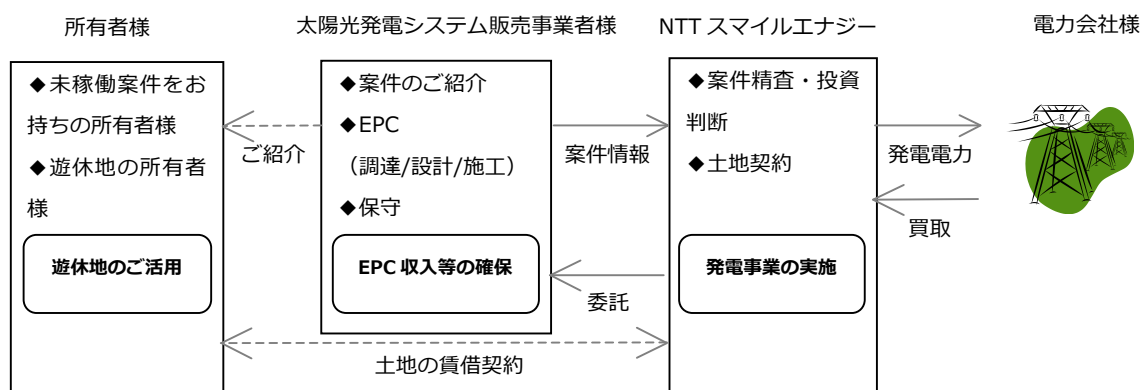 所有者様
太陽光発電システム販売事業者様
NTT スマイルエナジー
電力会社様
◆未稼働案件をお
持ちの所有者様
◆遊休地の所有者
様
遊休地のご活用
ご紹介
◆案件のご紹介
◆EPC
（調達/設計/施工）
◆保守
EPC 収入等の確保
案件情報
委託
◆案件精査・投資
判断
◆土地契約
発電事業の実施
発電電力
買取
土地の賃借契約